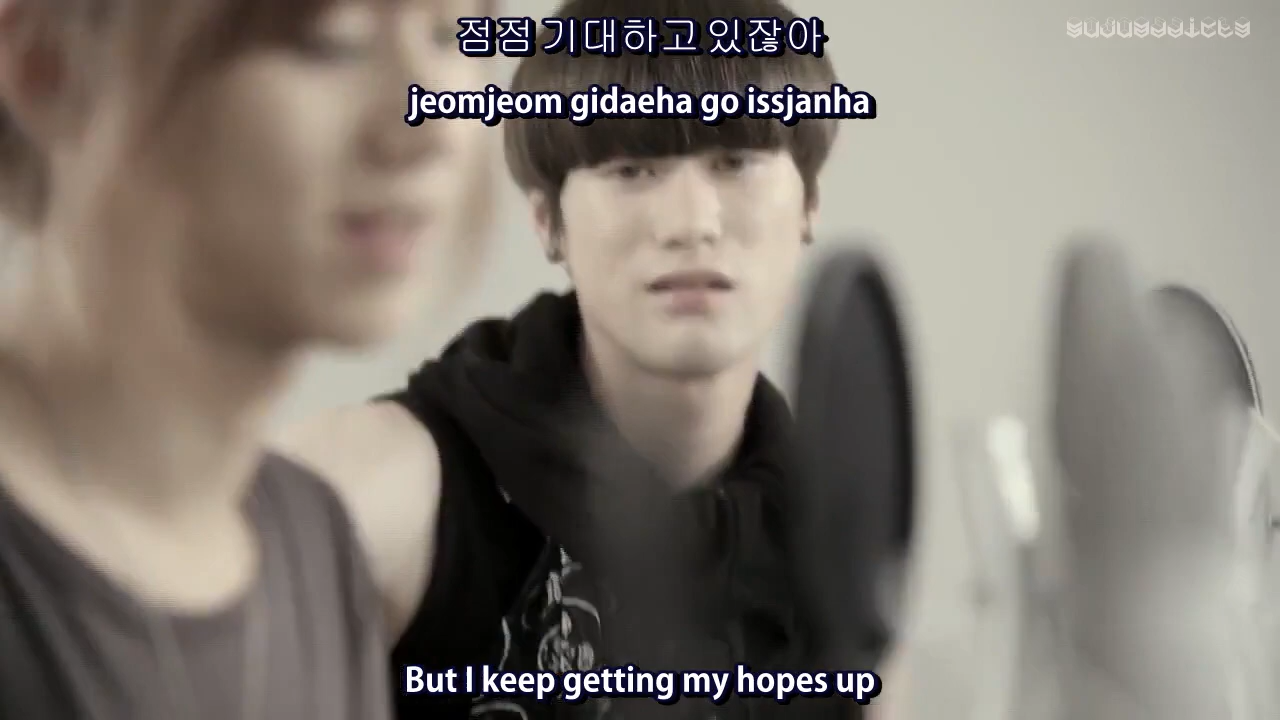 점점 기대하고 있잖아
jeomjeom gidaeha go issjanha
But I keep getting my hopes up